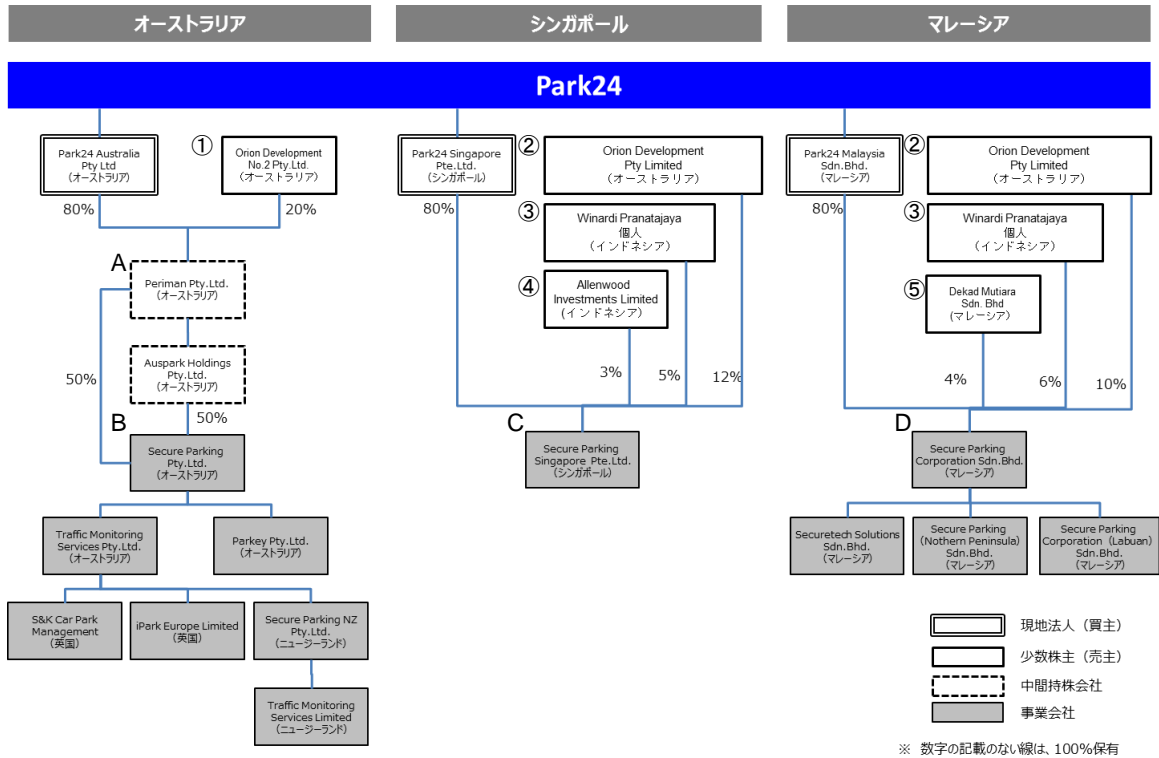 オーストラリア
シンガポール
マレーシア
Park24
Park24 Australia
Pty Ltd
(オーストラリア)
①
Orion Development
No.2 Pty.Ltd.
(オーストラリア)
80%
20%
A
Periman Pty.Ltd.
(オーストラリア)
Auspark Holdings
Pty.Ltd.
(オーストラリア)
50%
50%
B
Secure Parking
Pty.Ltd.
(オーストラリア)
Traffic Monitoring
Services Pty.Ltd.
(オーストラリア)
Parkey Pty.Ltd.
(オーストラリア)
S&K Car Park
Management
(英国)
iPark Europe Limited
(英国)
Secure Parking NZ
Pty.Ltd.
(ニュージーランド)
Traffic Monitoring
Services Limited
(ニュージーランド)
Park24 Singapore
Pte.Ltd.
(シンガポール)
80%
②
Orion Development
Pty Limited
(オーストラリア)
③
Winardi Pranatajaya
個人
(インドネシア)
④
Allenwood
Investments Limited
(インドネシア)
3%
5%
12%
C
Secure Parking
Singapore Pte.Ltd.
(シンガポール)
Park24 Malaysia
Sdn.Bhd.
(マレーシア)
80%
②
Orion Development
Pty Limited
(オーストラリア)
③
Winardi Pranatajaya
個人
(インドネシア)
⑤
Dekad Mutiara
Sdn. Bhd
(マレーシア)
4%
6%
10%
D
Secure Parking
Corporation Sdn.Bhd.
(マレーシア)
Securetech Solutions
Sdn.Bhd.
(マレーシア)
Secure Parking
(Nothern Peninsula)
Sdn.Bhd.
(マレーシア)
Secure Parking
Corporation (Labuan)
Sdn.Bhd.
(マレーシア)
現地法人（買主）
少数株主（売主）
中間持株会社
事業会社
※ 数字の記載のない線は、100%保有